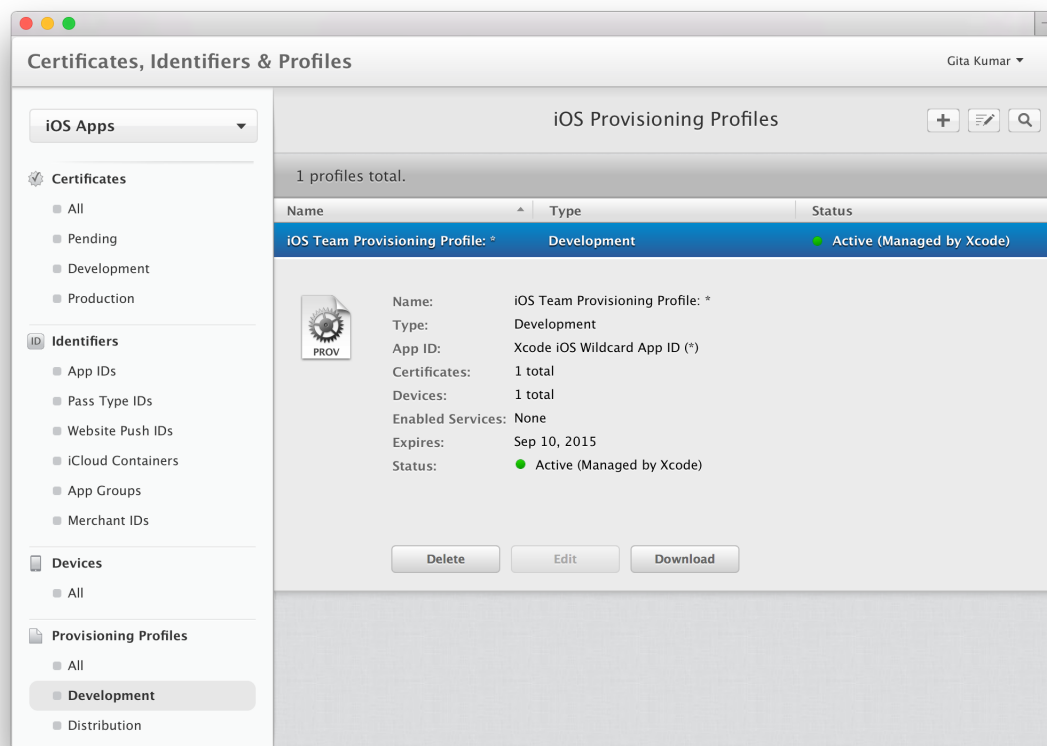 Certificates, Identifiers & Profiles
Gita Kumar
iOS Apps
Certificates
All
Pending
Development
Production
ID Identifiers
App IDs
Pass Type IDs
Website Push IDs
iCloud Containers
App Groups
Merchant IDs
Devices
All
Provisioning Profiles
All
Development
Distribution
iOS Provisioning Profiles
1 profiles total.
Name Type Status
iOS Team Provisioning Profile: * Development Active (Managed by Xcode)
PROV
Name: iOS Team Provisioning Profile: *
Type: Development
App ID: Xcode iOS Wildcard App ID (*)
Certificates: 1 total
Devices: 1 total
Enabled Services: None
Expires: Sep 10, 2015
Status: Active (Managed by Xcode)
Delete Edit Download